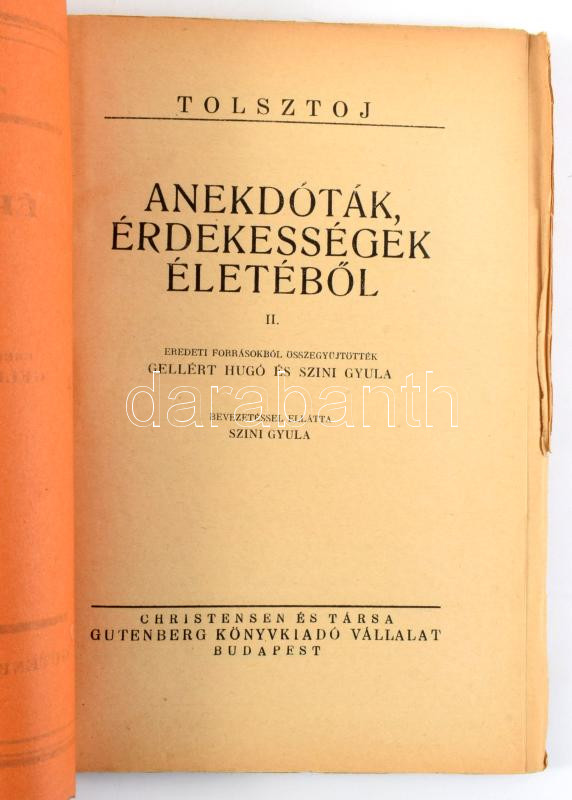 TOLSZTOJ
ANEKDÓTÁK,
ÉRDEKESSÉGEK
ÉLETÉBŐL
II.
EREDETI FORRÁSOKBÓL ÖSSZEGYŰJTÖTTÉK
GELLÉRT HUGÓ ÉS SZINI GYULA
darabanth
BEVEZETÉSSEL ELLÁTTA
SZINI GYULA
CHRISTENSEN ÉS TÁRSA
GUTENBERG KÖNYVKIADÓ VÁLLALAT
BUDAPEST